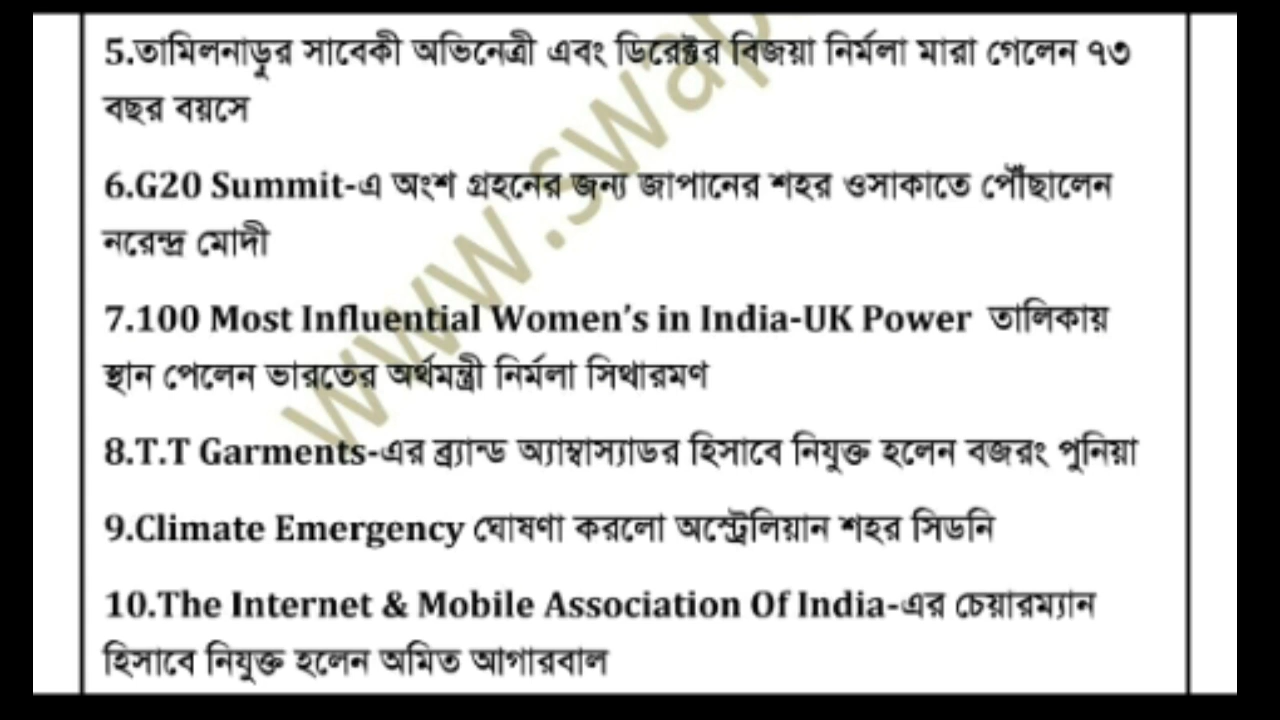 5.তামিলনাড়ুর সাবেকী অভিনেত্রী এবং ডিরেক্টর বিজয়া নির্মলা মারা গেলেন ৭৩
বছর বয়সে
6.G20 Summit-এ অংশ গ্রহনের জন্য জাপানের শহর ওসাকাতে পৌঁছালেন
নরেন্দ্র মোদী
7.100 Most Influential Women’s in India-UK Power তালিকায়
স্থান পেলেন ভারতের অর্থমন্ত্রী নির্মলা সিথারমণ
8.T.T Garments-এর ব্র্যান্ড অ্যাম্বাস্যাডর হিসাবে নিযুক্ত হলেন বজরং পুনিয়া
9.Climate Emergency ঘোষণা করলো অস্ট্রেলিয়ান শহর সিডনি
10.The Internet & Mobile Association Of India-এর চেয়ারম্যান
হিসাবে নিযুক্ত হলেন অমিত আগারবাল
www.swap